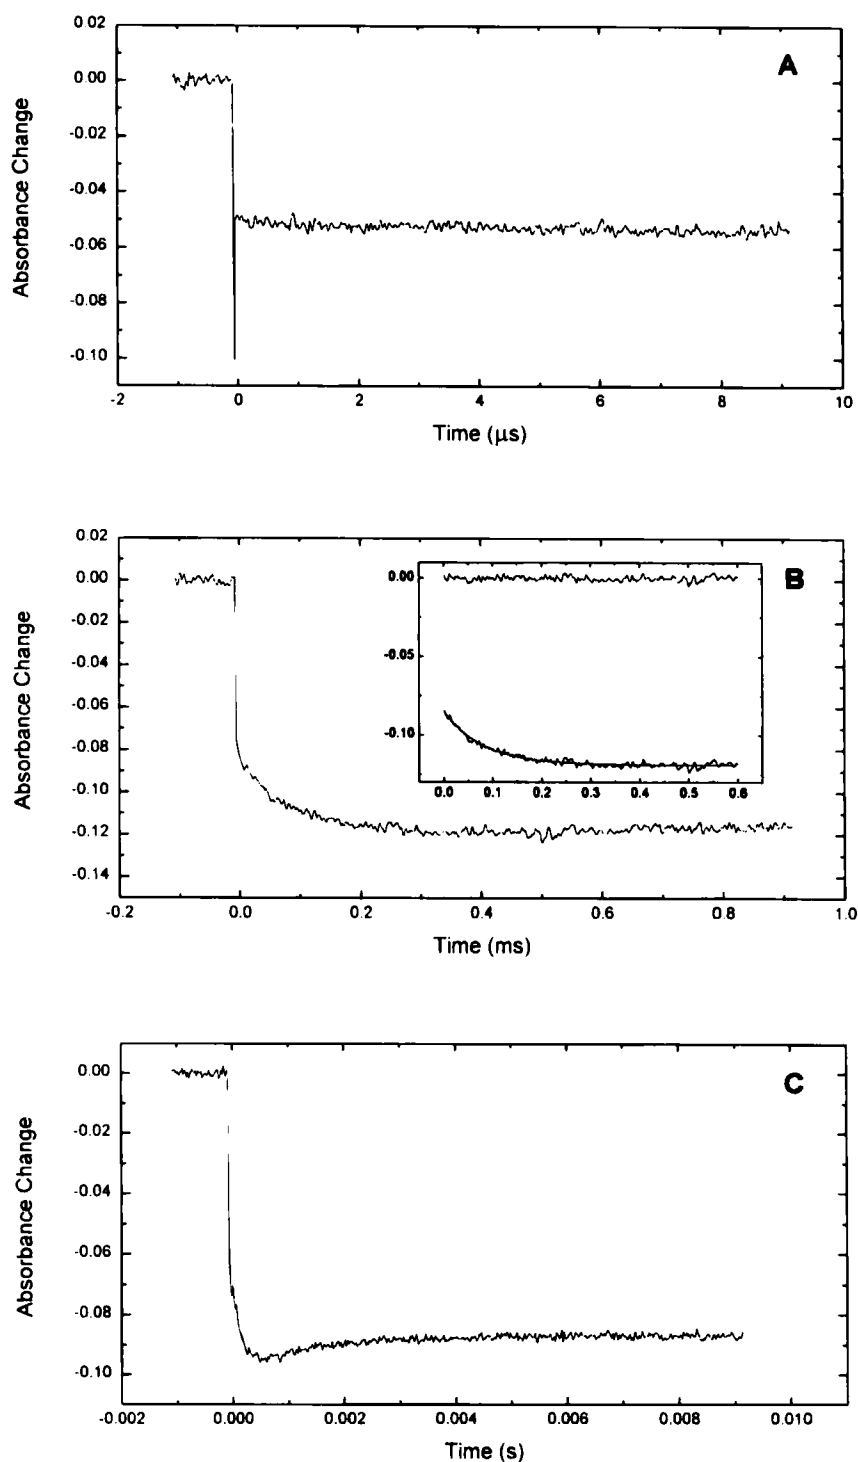 0.02
A
0.00
-0.02
-0.04
-0.06
-0.08
-0.10
Absorbance Change
-2 0 2 4 6 8 10
Time (μs)
0.02
B
0.00
-0.02
-0.04
-0.06
-0.08
-0.10
-0.12
-0.14
Absorbance Change
0.00
-0.05
-0.10
0.0 0.1 0.2 0.3 0.4 0.5 0.6
-0.2 0.0 0.2 0.4 0.6 0.8 1.0
Time (ms)
C
0.00
-0.02
-0.04
-0.06
-0.08
-0.10
Absorbance Change
-0.002 0.000 0.002 0.004 0.006 0.008 0.010
Time (s)